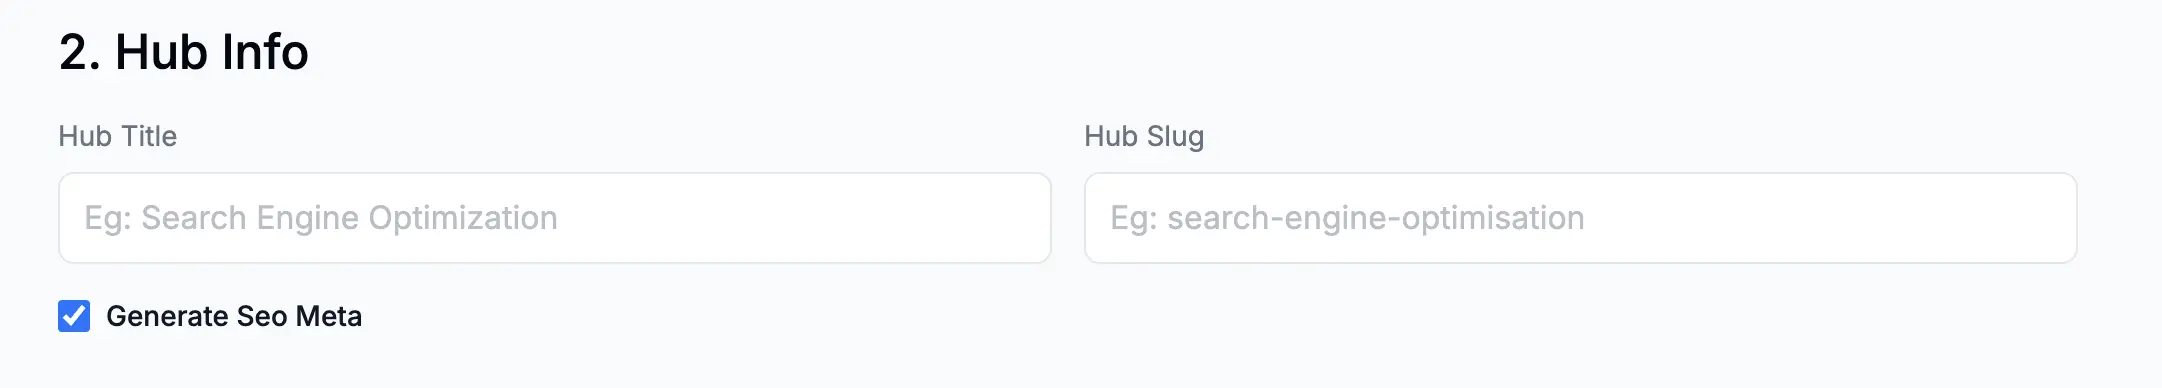 2. Hub Info
Hub Title
Hub Slug
Eg: Search Engine Optimization
Eg: search-engine-optimisation
Generate Seo Meta